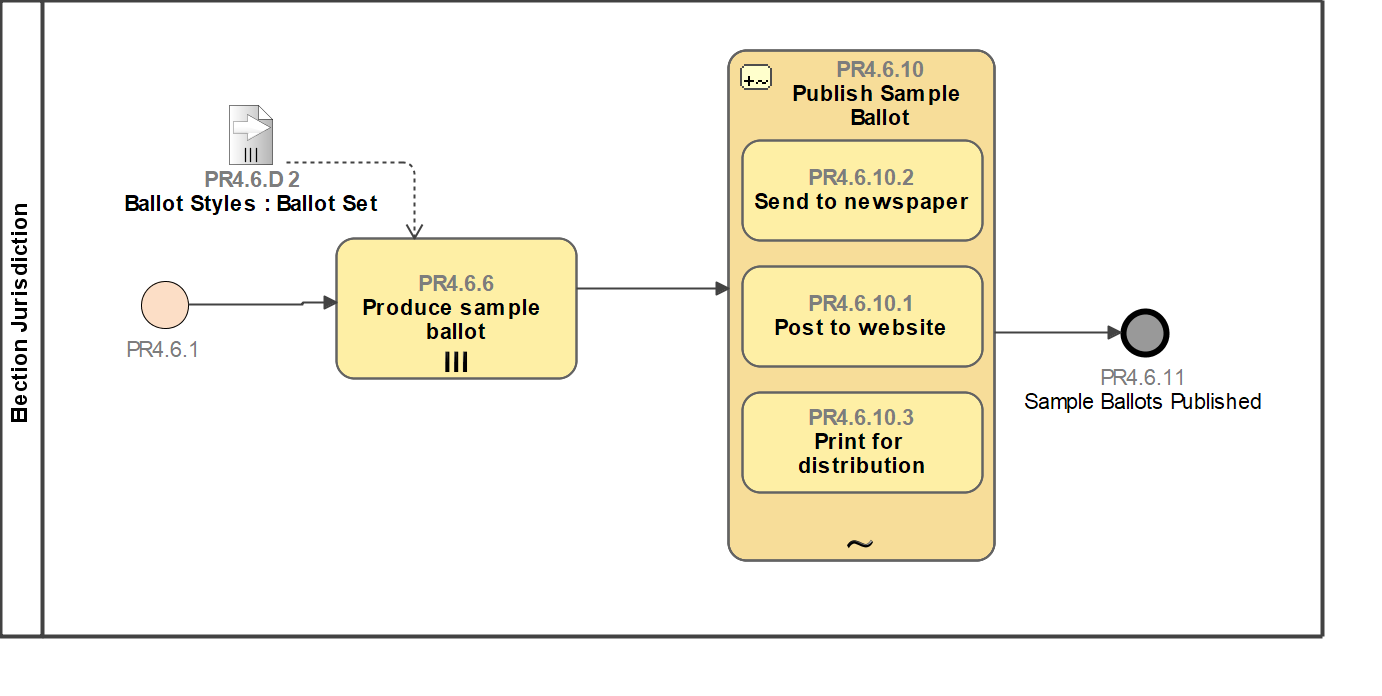 Election Jurisdiction
PR4.6.D 2
Ballot Styles : Ballot Set
PR4.6.1
PR4.6.6
Produce sample
ballot
PR4.6.10
Publish Sample
Ballot
PR4.6.10.2
Send to newspaper
PR4.6.10.1
Post to website
PR4.6.10.3
Print for
distribution
PR4.6.11
Sample Ballots Published